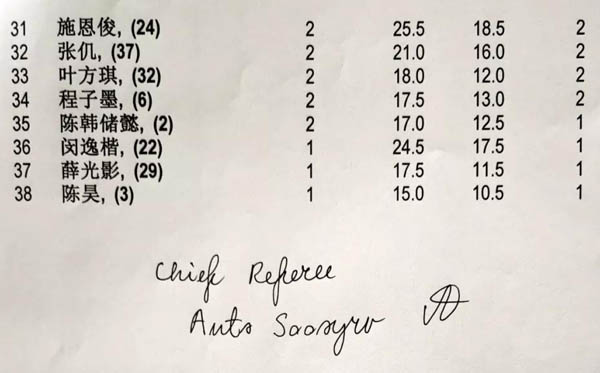 31 施恩俊, (24) 2 25.5 18.5 2
32 张仉, (37) 2 21.0 16.0 2
33 叶方琪, (32) 2 18.0 12.0 2
34 程子墨, (6) 2 17.5 13.0 2
35 陈韩储懿, (2) 2 17.0 12.5 1
36 闵逸楷, (22) 1 24.5 17.5 1
37 薛光影, (29) 1 17.5 11.5 1
38 陈昊, (3) 1 15.0 10.5 1
Chief Referee
Ants Soosyrv